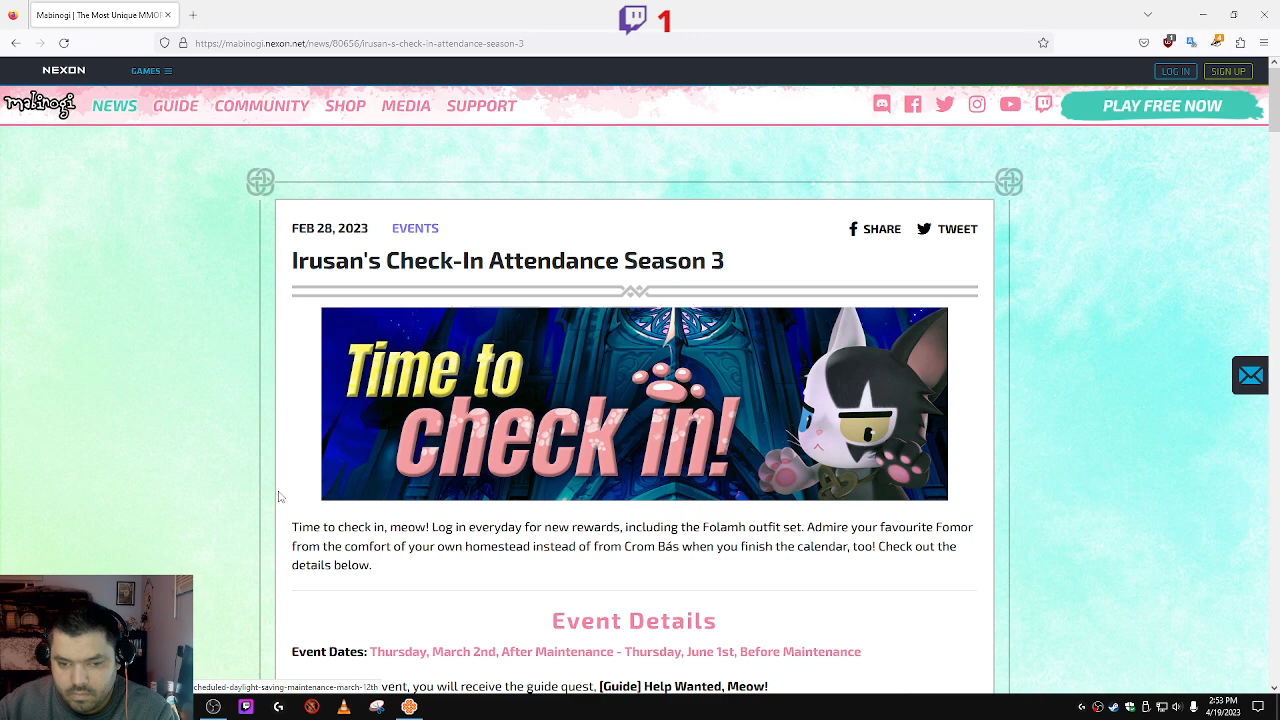 Mabinogi | The Most Unique MMOR
1
https://mabinogi.nexon.net/news/80656/irusan-s-check-in-attendance-season-3
NEXON GAMES LOG IN SIGN UP
mabinogi NEWS GUIDE COMMUNITY SHOP MEDIA SUPPORT PLAY FREE NOW
FEB 28, 2023 EVENTS SHARE TWEET
Irusan's Check-In Attendance Season 3
Time to
check in!
Time to check in, meow! Log in everyday for new rewards, including the Folamh outfit set. Admire your favourite Fomor
from the comfort of your own homestead instead of from Crom Bás when you finish the calendar, too! Check out the
details below.
Event Details
Event Dates: Thursday, March 2nd, After Maintenance - Thursday, June 1st, Before Maintenance
cheduled-daylight-saving-maintenance-march-12th
vent, you will receive the guide quest, [Guide] Help Wanted, Meow!
2:53 PM
4/19/2023